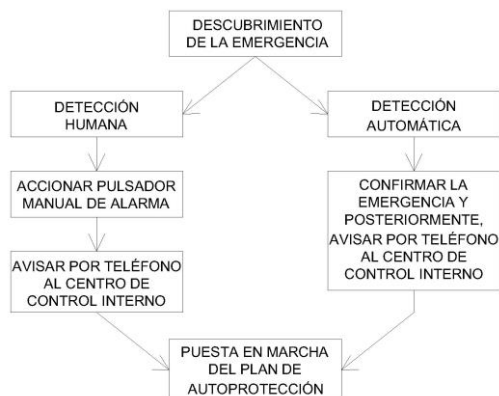 DESCUBRIMIENTO
DE LA EMERGENCIA
DETECCIÓN
HUMANA
DETECCIÓN
AUTOMÁTICA
ACCIONAR PULSADOR
MANUAL DE ALARMA
CONFIRMAR LA
EMERGENCIA Y
POSTERIORMENTE,
AVISAR POR TELÉFONO
AL CENTRO DE
CONTROL INTERNO
AVISAR POR TELÉFONO
AL CENTRO DE
CONTROL INTERNO
PUESTA EN MARCHA
DEL PLAN DE
AUTOPROTECCIÓN